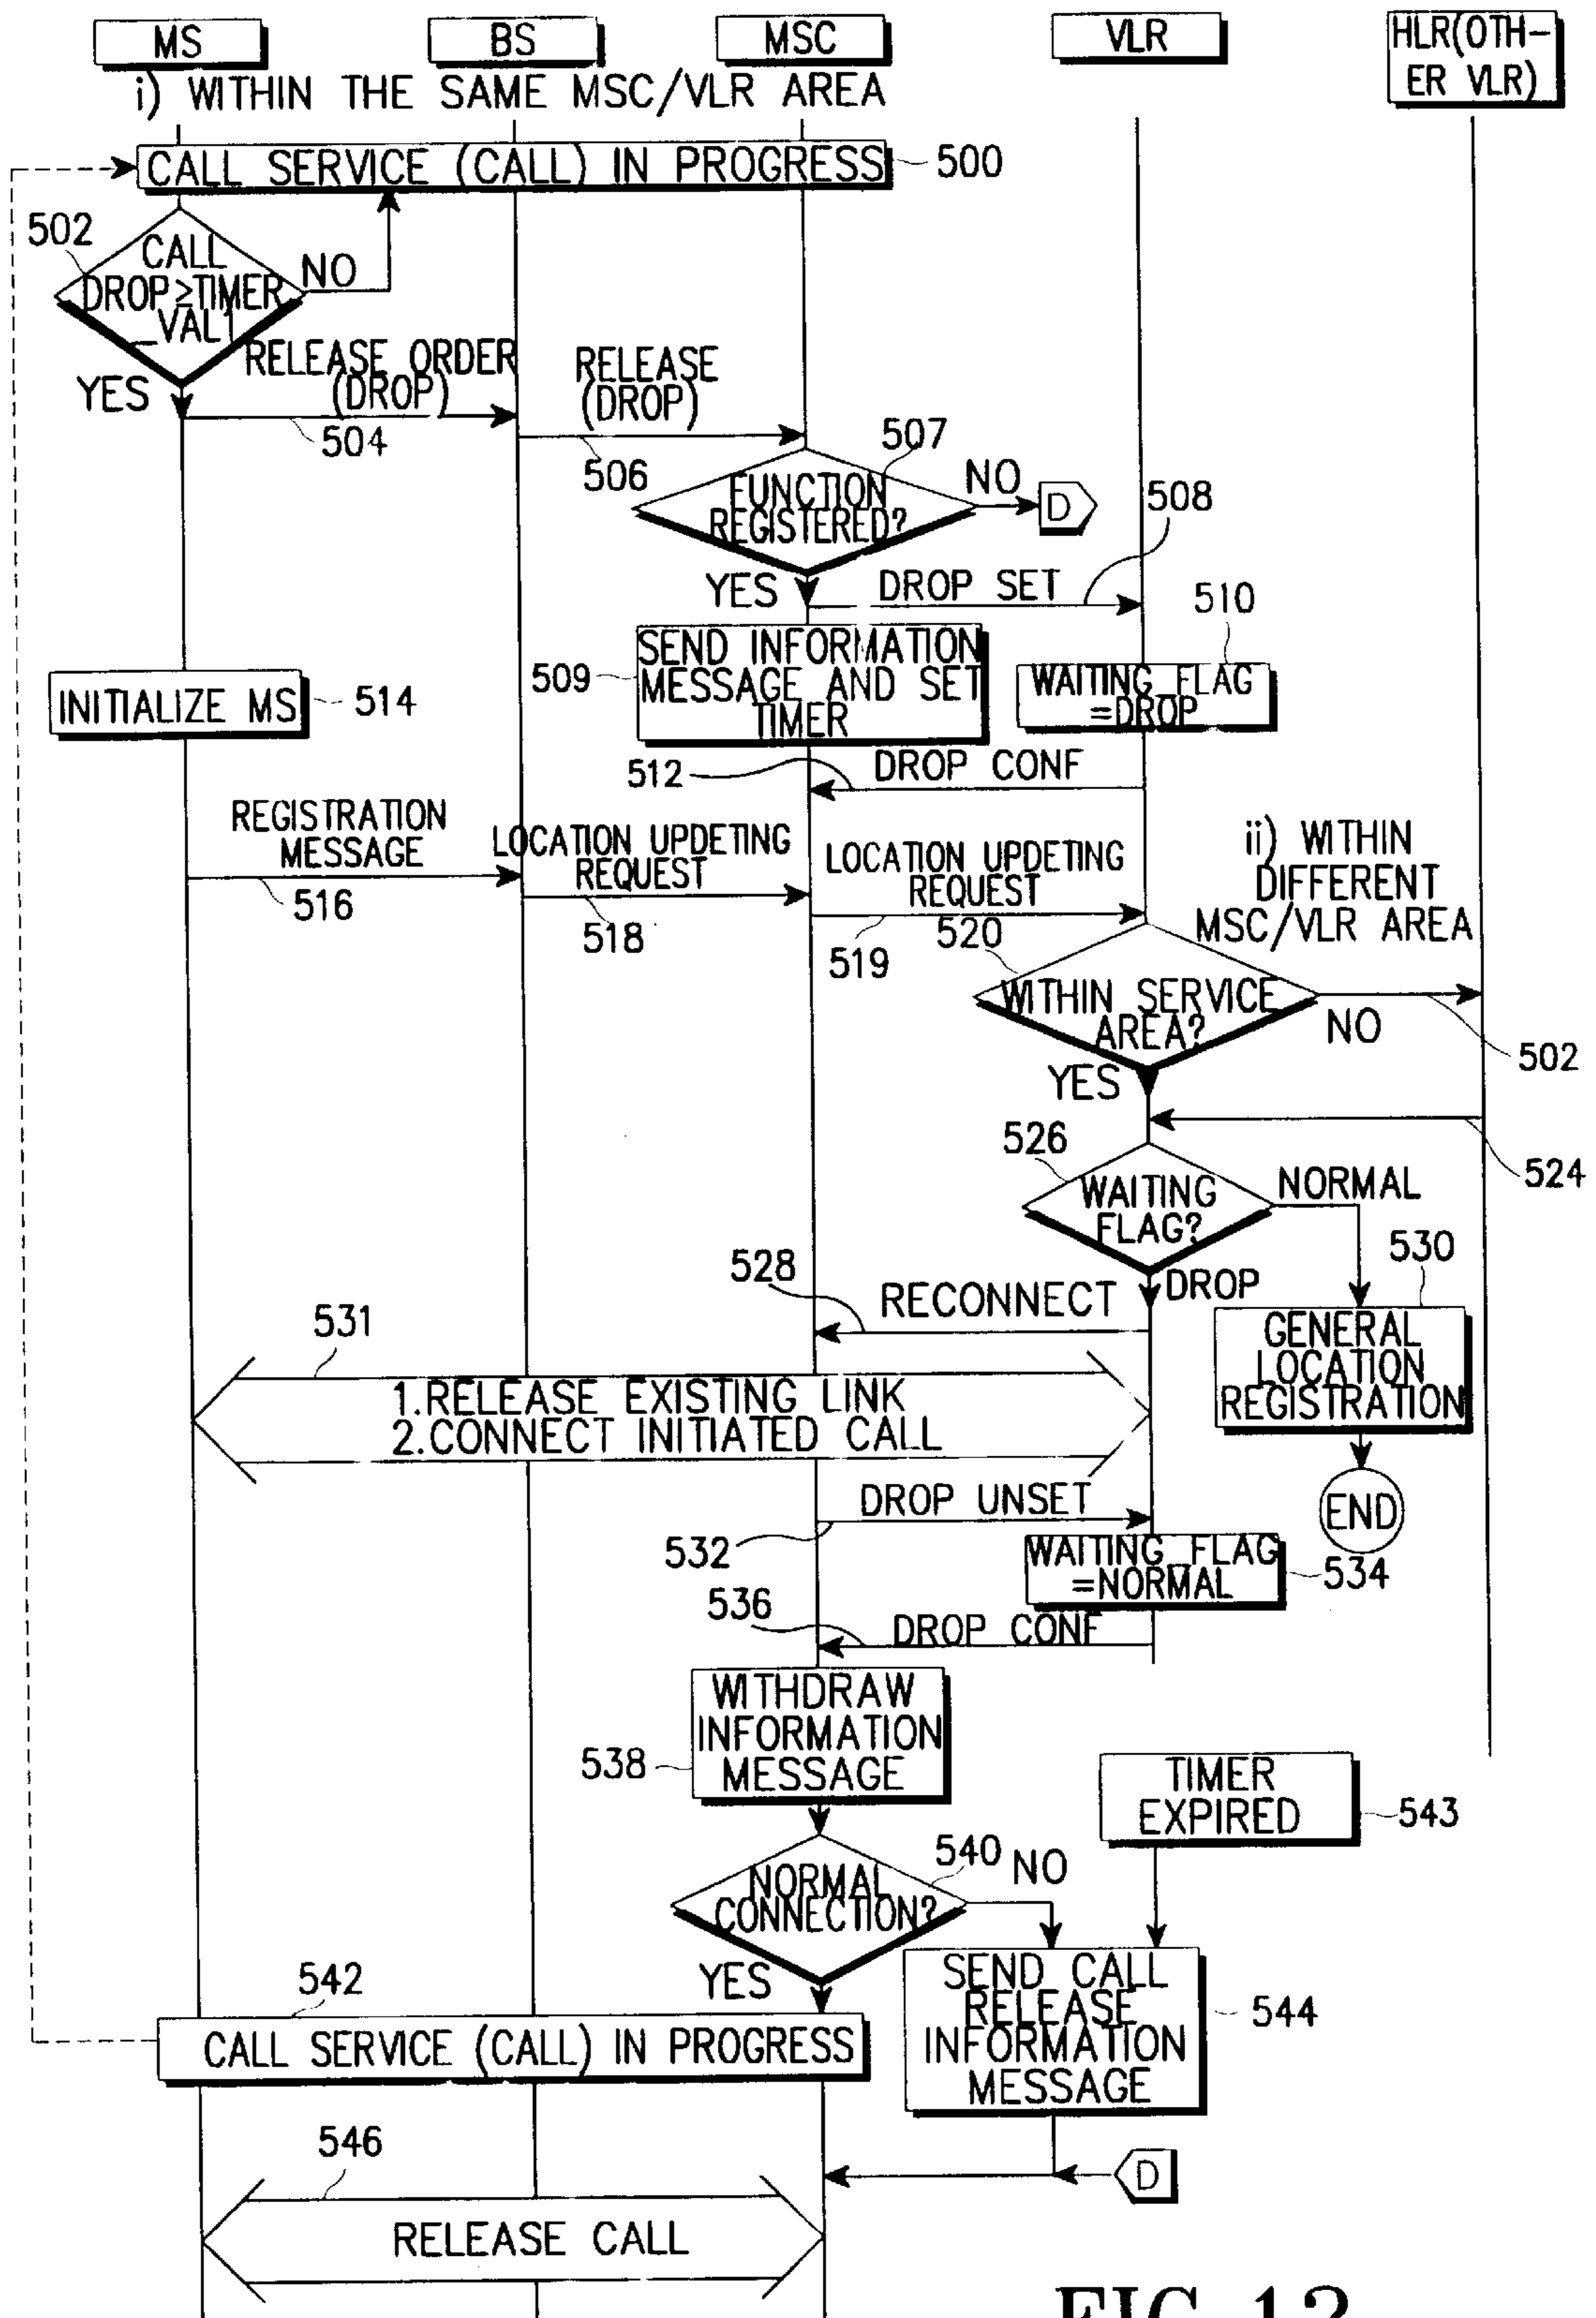 MS
BS
MSC
VLR
HLR(OTH-
ER VLR)
i) WITHIN THE SAME MSC/VLR AREA
CALL SERVICE (CALL) IN PROGRESS
500
502
CALL
DROP≥TIMER
_VAL1
NO
YES
RELEASE ORDER
(DROP)
504
RELEASE
(DROP)
506
507
FUNCTION
REGISTERED?
NO
D
508
YES
DROP SET
510
SEND INFORMATION
MESSAGE AND SET
TIMER
509
WAITING_FLAG
=DROP
INITIALIZE MS
514
512
DROP CONF
REGISTRATION
MESSAGE
516
LOCATION UPDETING
REQUEST
518
LOCATION UPDETING
REQUEST
519
520
ii) WITHIN
DIFFERENT
MSC/VLR AREA
WITHIN SERVICE
AREA?
NO
502
YES
524
526
WAITING
FLAG?
NORMAL
530
528
RECONNECT
DROP
GENERAL
LOCATION
REGISTRATION
531
1.RELEASE EXISTING LINK
2.CONNECT INITIATED CALL
END
DROP UNSET
532
WAITING_FLAG
=NORMAL
534
536
DROP CONF
WITHDRAW
INFORMATION
MESSAGE
538
TIMER
EXPIRED
543
540
NO
NORMAL
CONNECTION?
YES
542
CALL SERVICE (CALL) IN PROGRESS
SEND CALL
RELEASE
INFORMATION
MESSAGE
544
546
D
RELEASE CALL
FIG.12